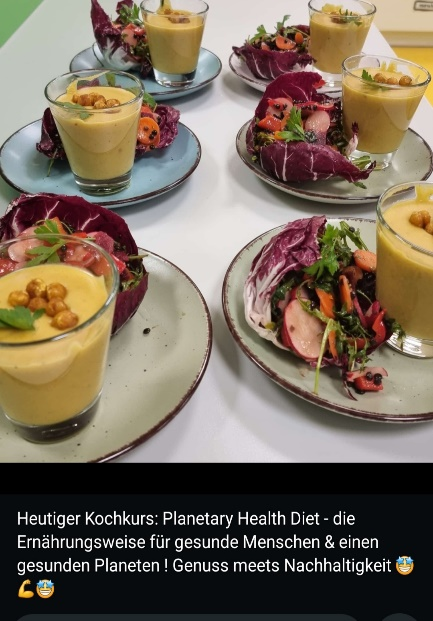 Heutiger Kochkurs: Planetary Health Diet - die
Ernährungsweise für gesunde Menschen & einen
gesunden Planeten ! Genuss meets Nachhaltigkeit 🤩
💪🤩